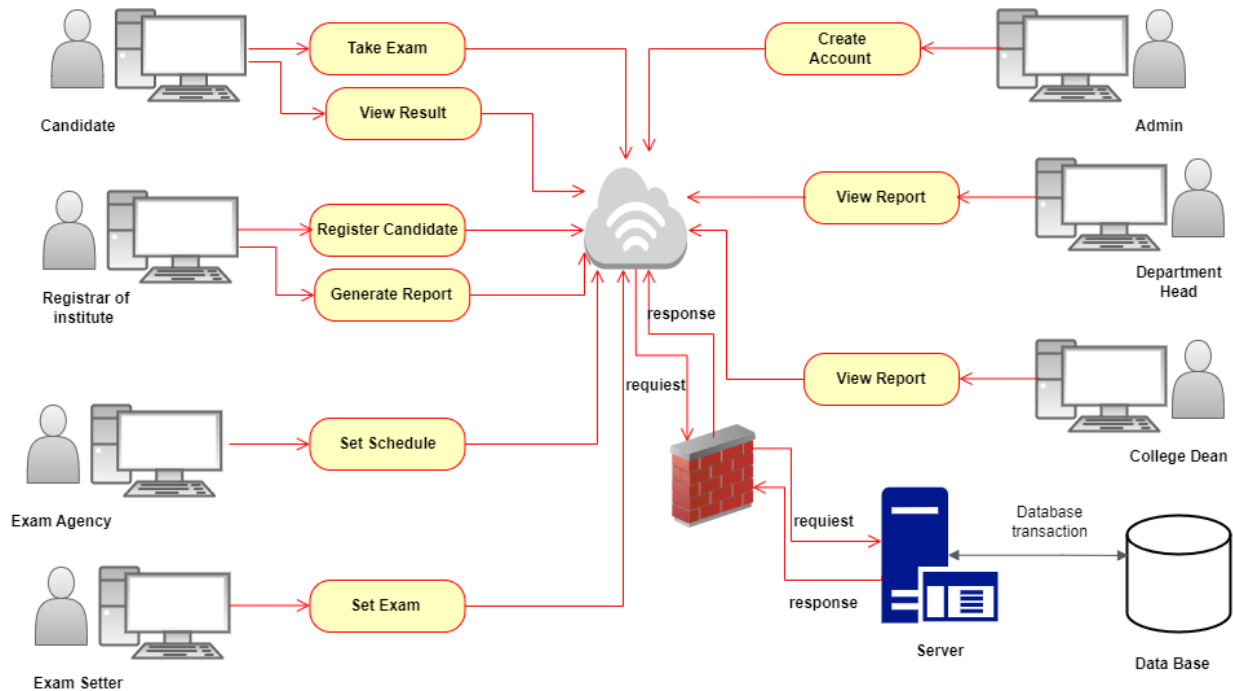 Take Exam
Create
Account
View Result
Candidate
Admin
View Report
Register Candidate
Department
Head
Generate Report
Registrar of
institute
response
View Report
requiest
Set Schedule
College Dean
Exam Agency
requiest
Database
transaction
Set Exam
response
Server
Data Base
Exam Setter